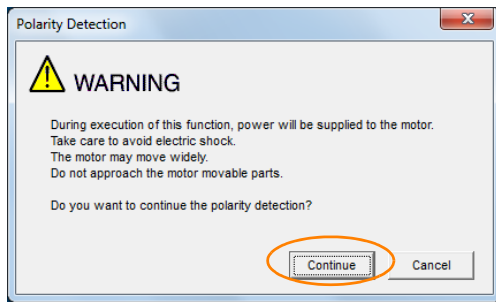 Polarity Detection
WARNING
During execution of this function, power will be supplied to the motor.
Take care to avoid electric shock.
The motor may move widely.
Do not approach the motor movable parts.
Do you want to continue the polarity detection?
Continue
Cancel